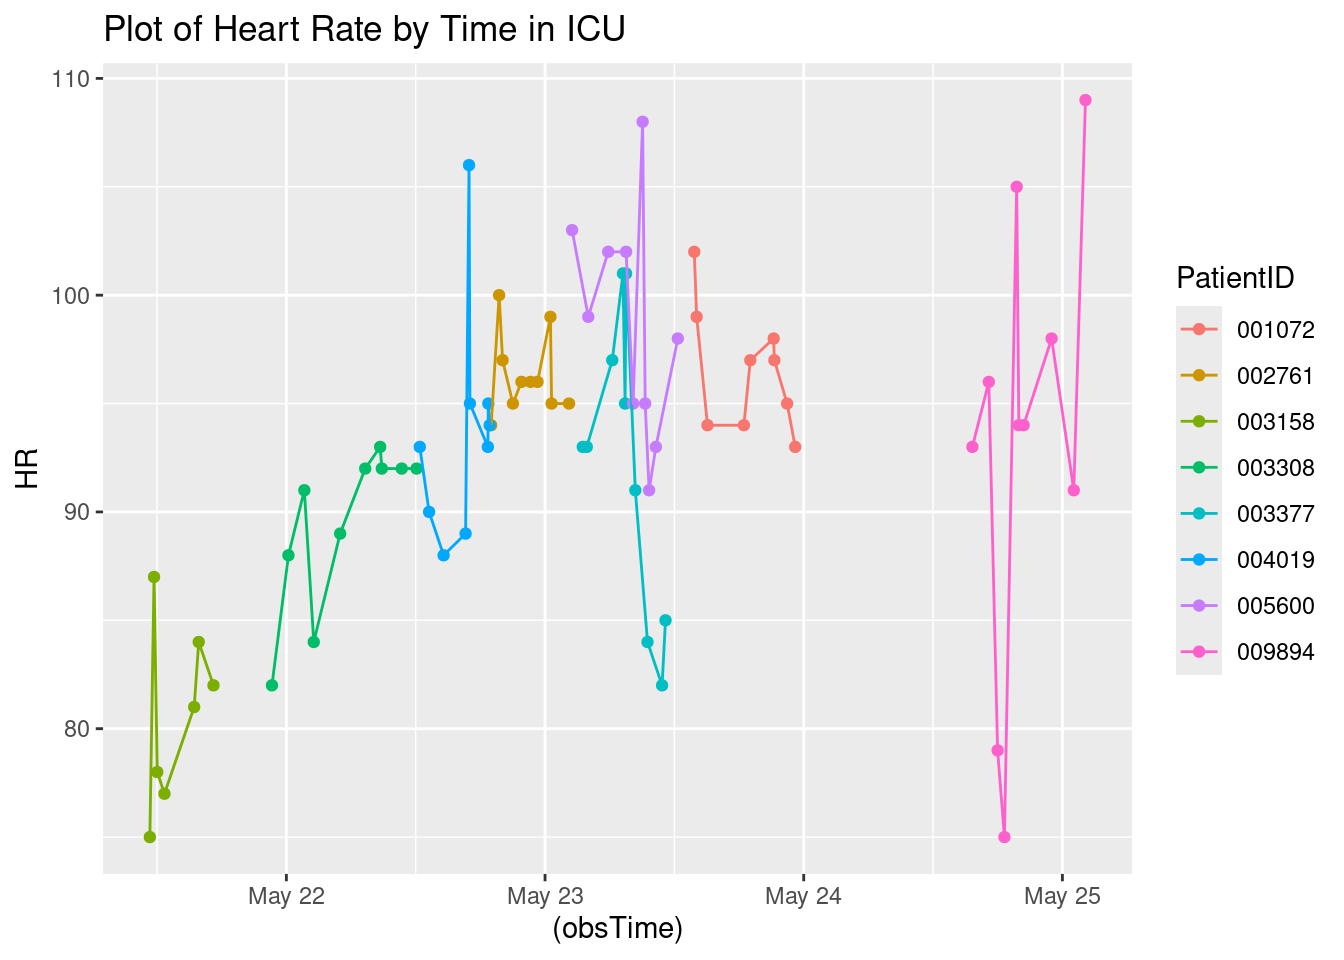 Plot of Heart Rate by Time in ICU
110
100
90
80
HR
May 22
May 23
May 24
May 25
(obsTime)
PatientID
001072
002761
003158
003308
003377
004019
005600
009894